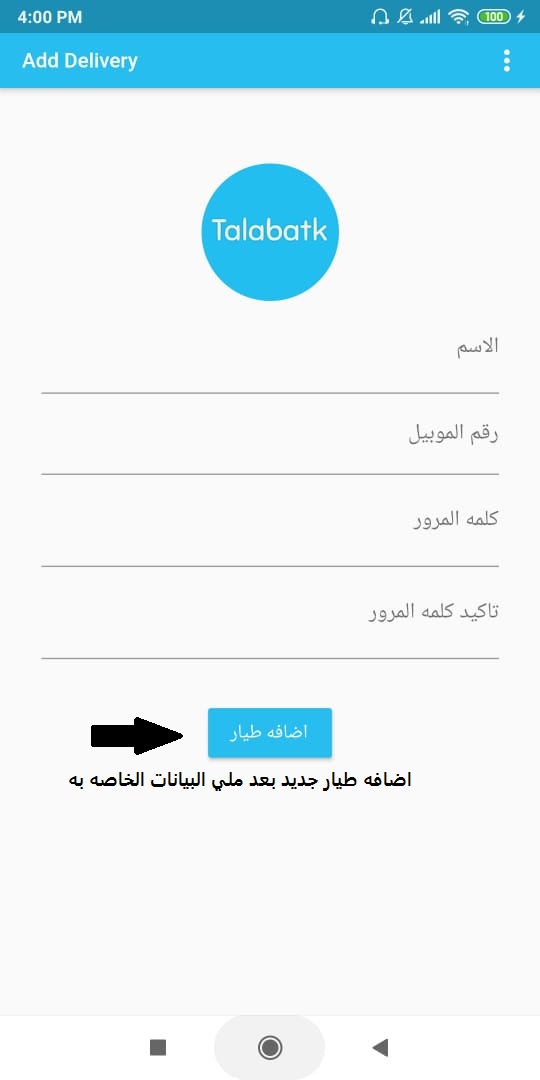 4:00 PM 100
Add Delivery
Talabatk
الاسم
رقم الموبيل
كلمه المرور
تاكيد كلمه المرور
اضافه طيار
اضافه طيار جديد بعد ملي البيانات الخاصه به